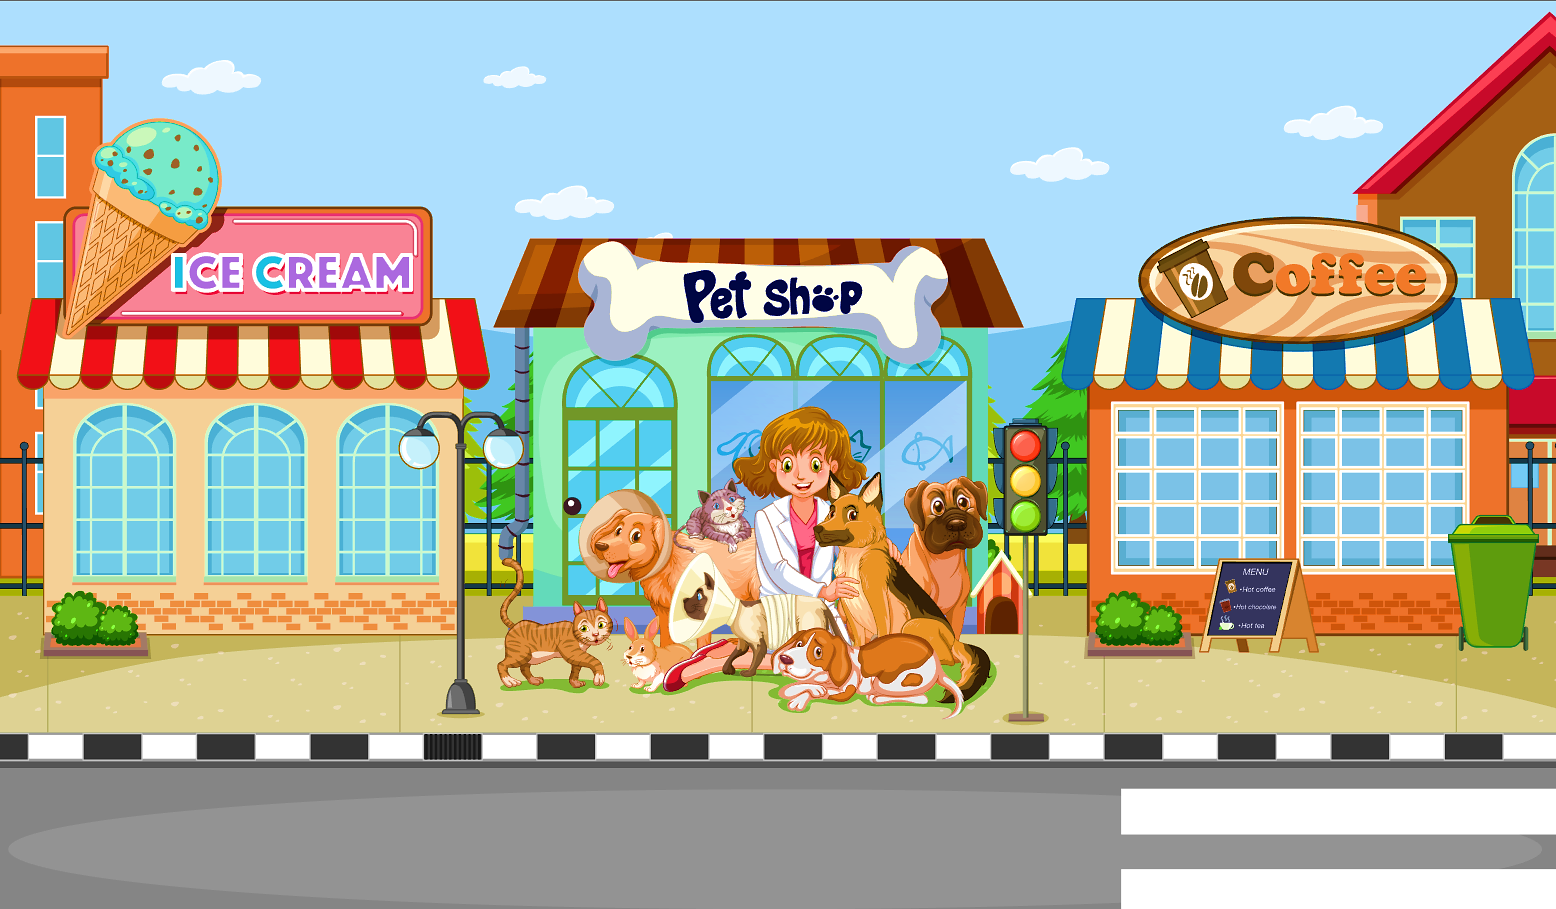 ICE CREAM
Pet Shop
Coffee
MENU
•Hot coffee
•Hot chocolate
•Hot tea